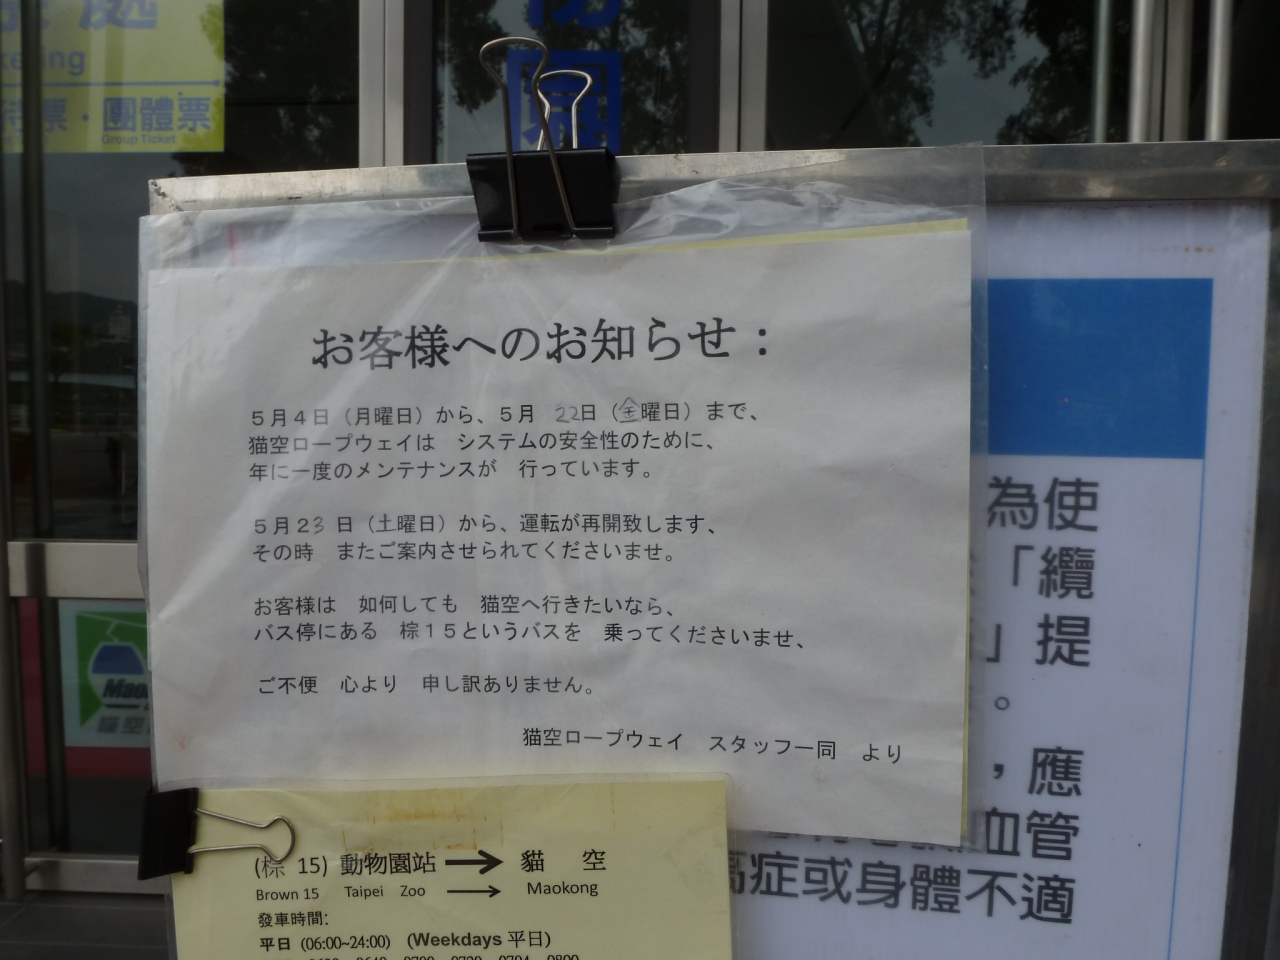 keting
票・團體票
Group Ticket
お客様へのお知らせ：
５月４日（月曜日）から、５月　22日（金曜日）まで、
猫空ロープウェイは　システムの安全性のために、
年に一度のメンテナンスが　行っています。
５月２3 日（土曜日）から、運転が再開致します、
その時　またご案内させられてくださいませ。
お客様は　如何しても　猫空へ行きたいなら、
バス停にある　棕１５というバスを　乗ってくださいませ、
ご不便　心より　申し訳ありません。
猫空ロープウェイ　スタッフ一同　より
(棕 15) 動物園站 → 貓 空
Brown 15 Taipei Zoo → Maokong
發車時間:
平日 (06:00~24:00) (Weekdays 平日)
為使
「纜
」提
。
，應
血管
高症或身體不適